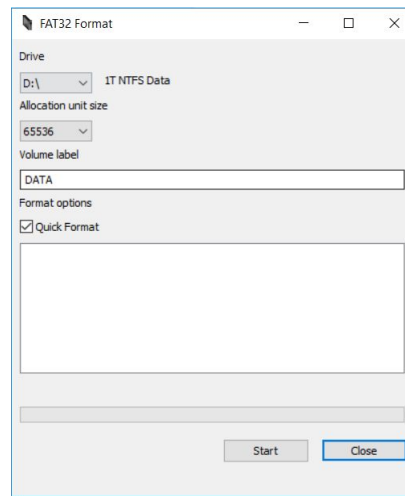 FAT32 Format
Drive
D:\ 1T NTFS Data
Allocation unit size
65536
Volume label
DATA
Format options
Quick Format
Start Close